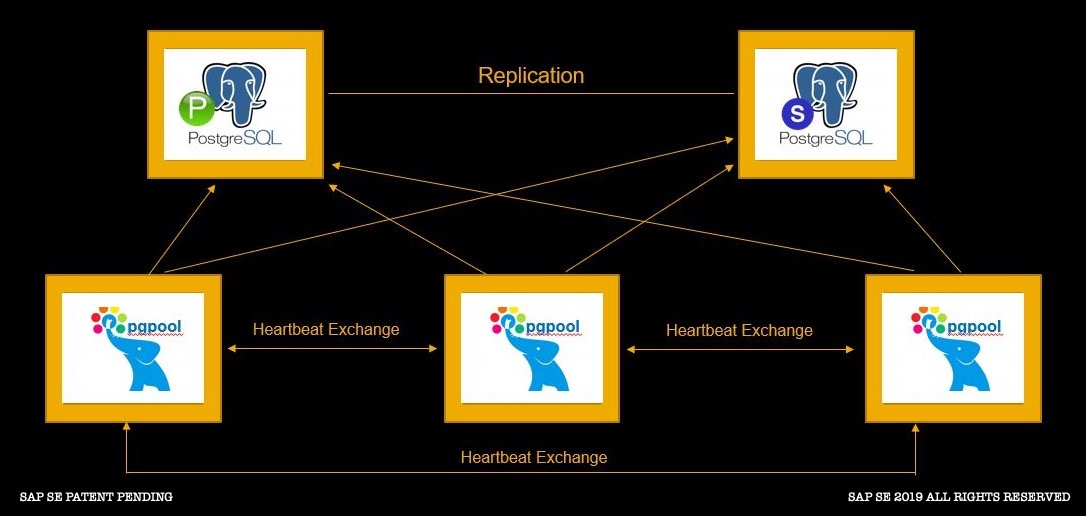 Replication
P
PostgreSQL
S
PostgreSQL
pgpool
Heartbeat Exchange
pgpool
Heartbeat Exchange
pgpool
Heartbeat Exchange
SAP SE PATENT PENDING
SAP SE 2019 ALL RIGHTS RESERVED